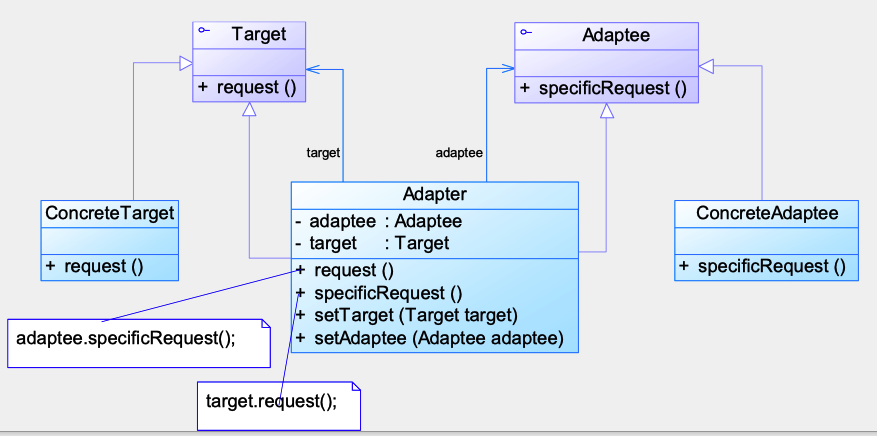 Target
+ request ()
Adaptee
+ specificRequest ()
target
adaptee
ConcreteTarget
+ request ()
Adapter
- adaptee : Adaptee
- target : Target
+ request ()
+ specificRequest ()
+ setTarget (Target target)
+ setAdaptee (Adaptee adaptee)
ConcreteAdaptee
+ specificRequest ()
adaptee.specificRequest();
target.request();